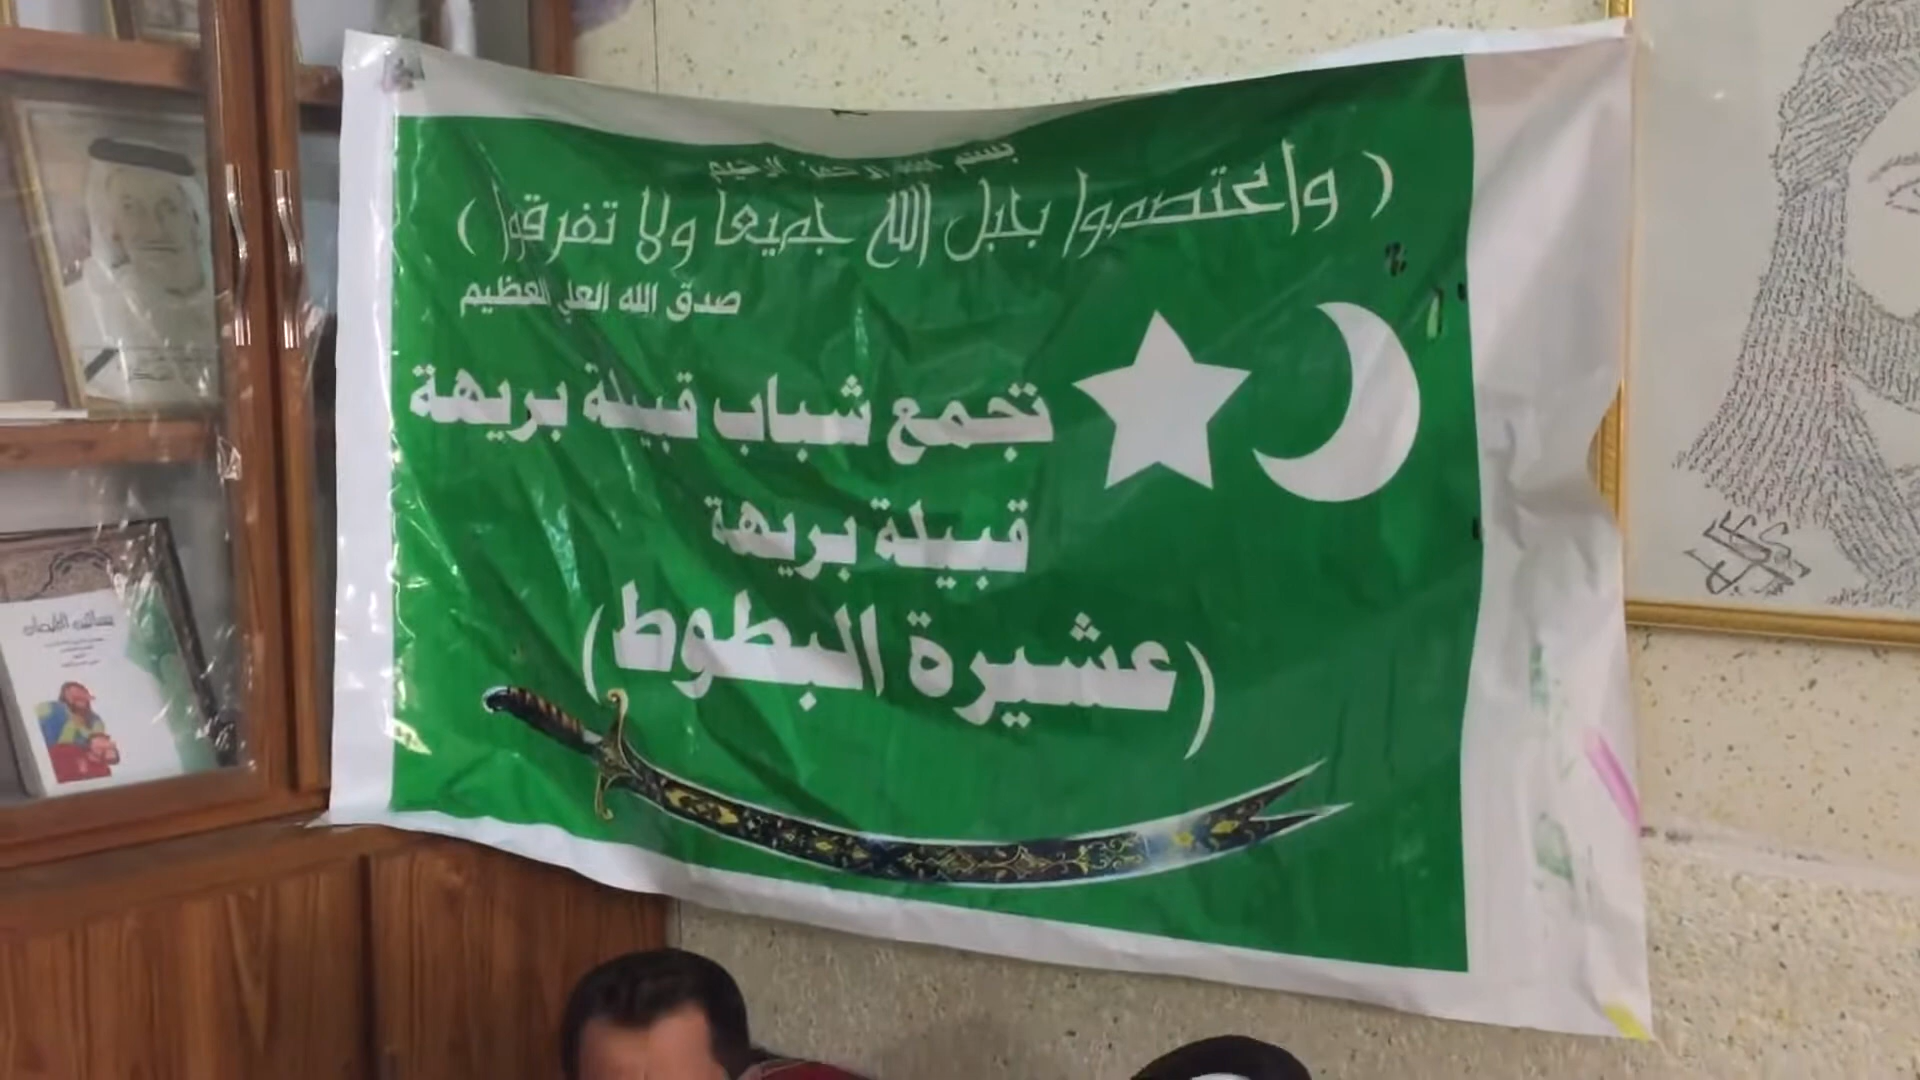 بسم الله الرحمن الرحيم
( واعتصموا بحبل الله جميعا ولا تفرقوا )
صدق الله العلي العظيم
تجمع شباب قبيلة بريهة
قبيلة بريهة
(عشيرة البطوط)